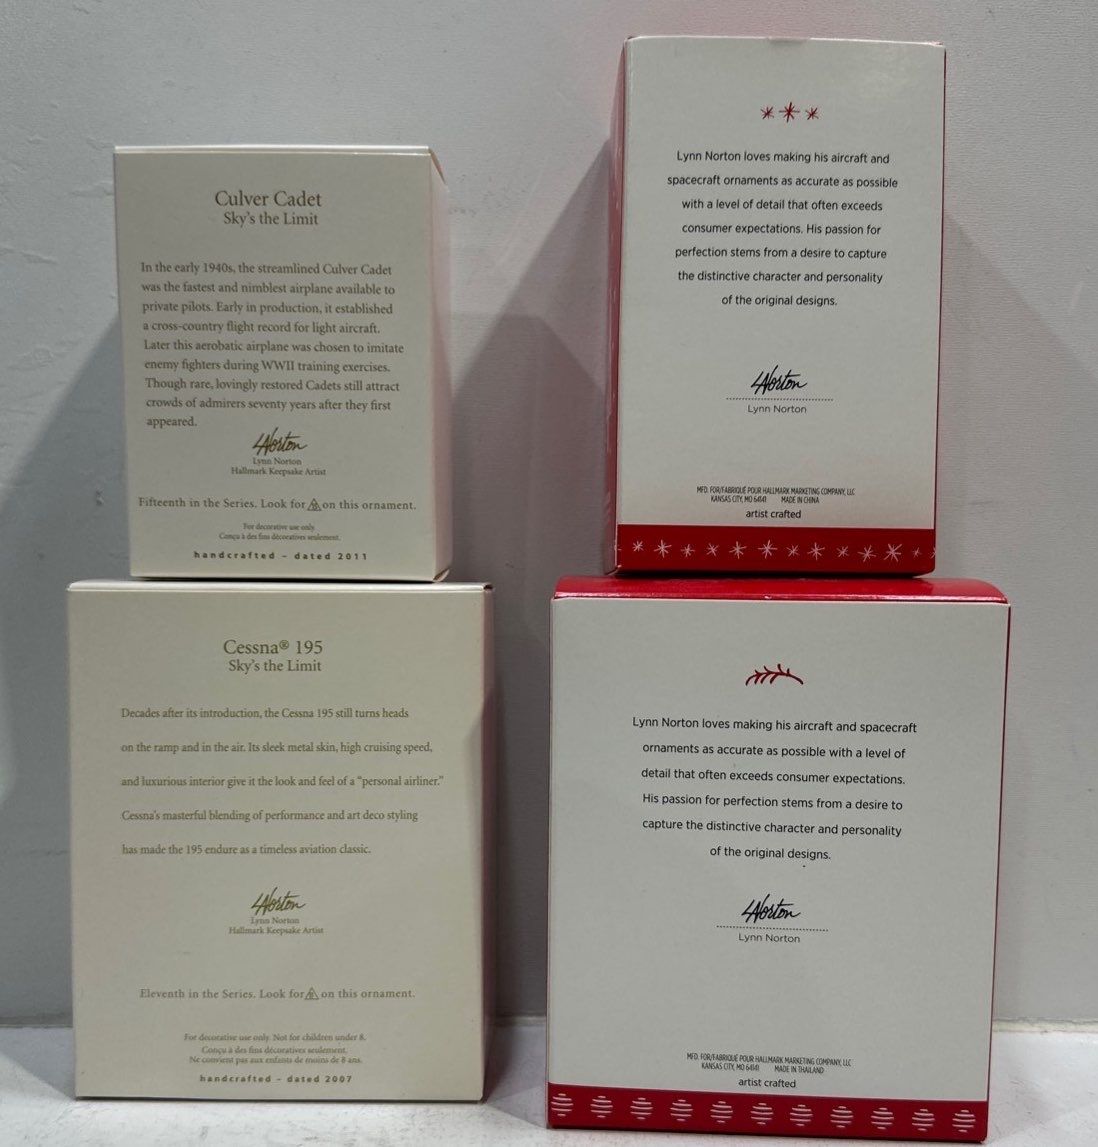 Culver Cadet
Sky's the Limit
In the early 1940s, the streamlined Culver Cadet
was the fastest and nimblest airplane available to
private pilots. Early in production, it established
a cross-country flight record for light aircraft.
Later this aerobatic airplane was chosen to imitate
enemy fighters during WWII training exercises.
Though rare, lovingly restored Cadets still attract
crowds of admirers seventy years after they first
appeared.
LNorton
Lynn Norton
Hallmark Keepsake Artist
Fifteenth in the Series. Look for on this ornament.
For decorative use only.
Conçu à des fins décoratives seulement.
handcrafted – dated 2011
Lynn Norton loves making his aircraft and
spacecraft ornaments as accurate as possible
with a level of detail that often exceeds
consumer expectations. His passion for
perfection stems from a desire to capture
the distinctive character and personality
of the original designs.
LNorton
Lynn Norton
MFD. FOR/FABRIQUÉ POUR HALLMARK MARKETING COMPANY, LLC
KANSAS CITY, MO 64141 MADE IN CHINA
artist crafted
Cessna® 195
Sky's the Limit
Decades after its introduction, the Cessna 195 still turns heads
on the ramp and in the air. Its sleek metal skin, high cruising speed,
and luxurious interior give it the look and feel of a "personal airliner."
Cessna's masterful blending of performance and art deco styling
has made the 195 endure as a timeless aviation classic.
LNorton
Lynn Norton
Hallmark Keepsake Artist
Eleventh in the Series. Look for on this ornament.
For decorative use only. Not for children under 8.
Conçu à des fins décoratives seulement.
Ne convient pas aux enfants de moins de 8 ans.
handcrafted – dated 2007
Lynn Norton loves making his aircraft and spacecraft
ornaments as accurate as possible with a level of
detail that often exceeds consumer expectations.
His passion for perfection stems from a desire to
capture the distinctive character and personality
of the original designs.
LNorton
Lynn Norton
MFD. FOR/FABRIQUÉ POUR HALLMARK MARKETING COMPANY, LLC
KANSAS CITY, MO 64141 MADE IN THAILAND
artist crafted